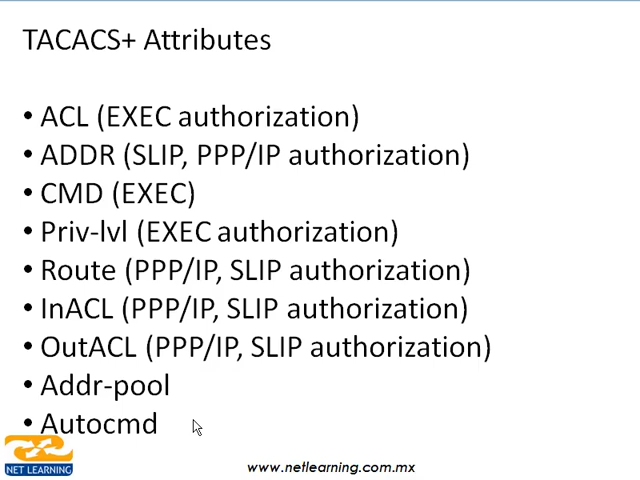 TACACS+ Attributes
• ACL (EXEC authorization)
• ADDR (SLIP, PPP/IP authorization)
• CMD (EXEC)
• Priv-lvl (EXEC authorization)
• Route (PPP/IP, SLIP authorization)
• InACL (PPP/IP, SLIP authorization)
• OutACL (PPP/IP, SLIP authorization)
• Addr-pool
• Autocmd
NET LEARNING
www.netlearning.com.mx